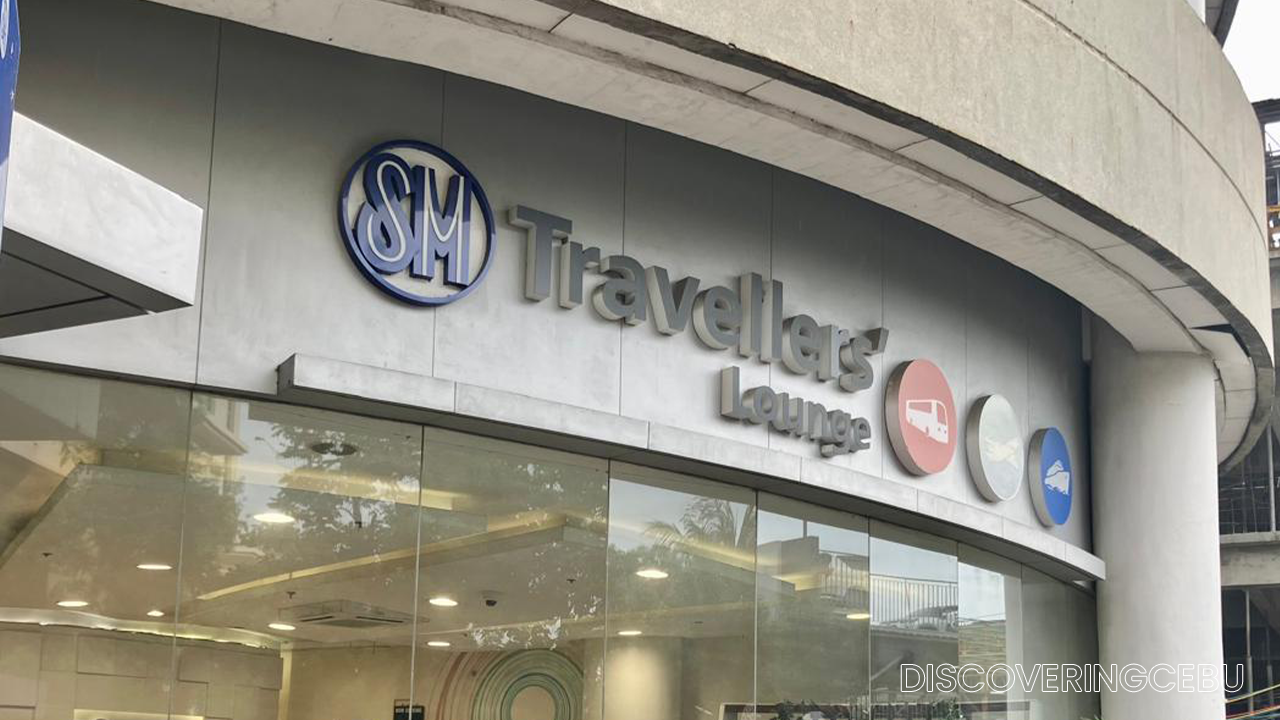 SM
Travellers'
Lounge
DISCOVERINGCEBU